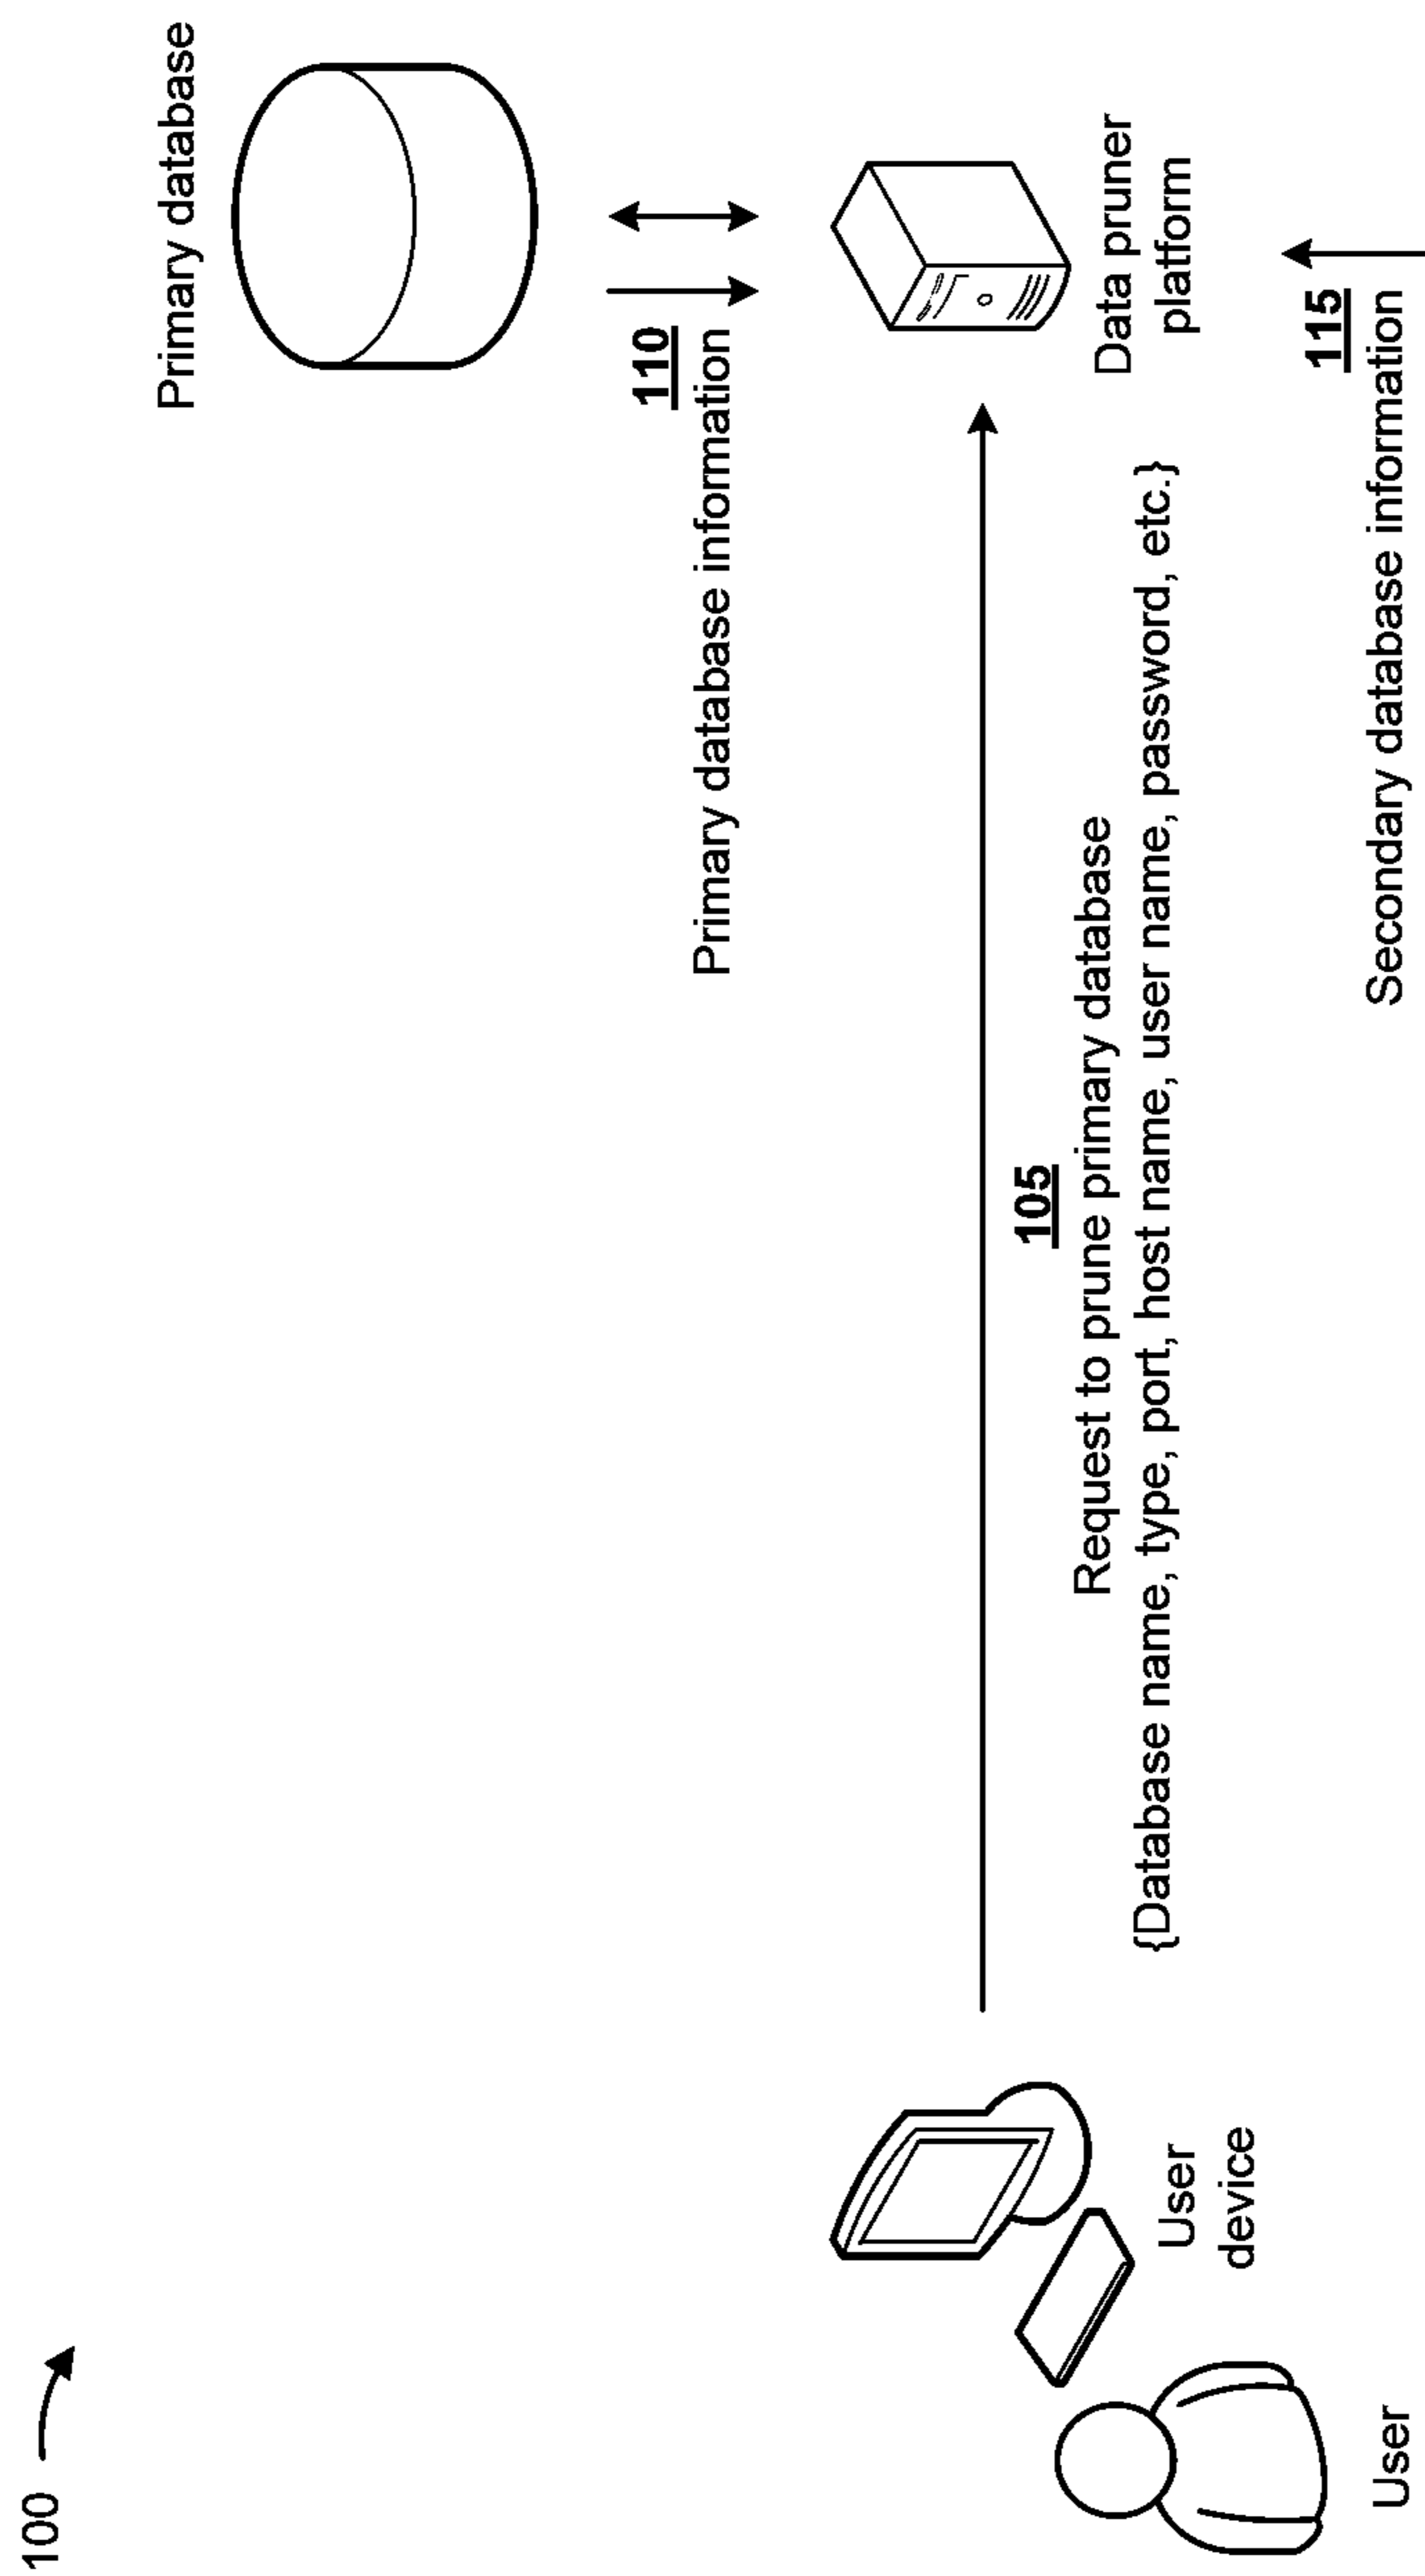 100
Primary database
110
Primary database information
Data pruner
platform
105
Request to prune primary database
{Database name, type, port, host name, user name, password, etc.}
User
device
User
115
Secondary database information